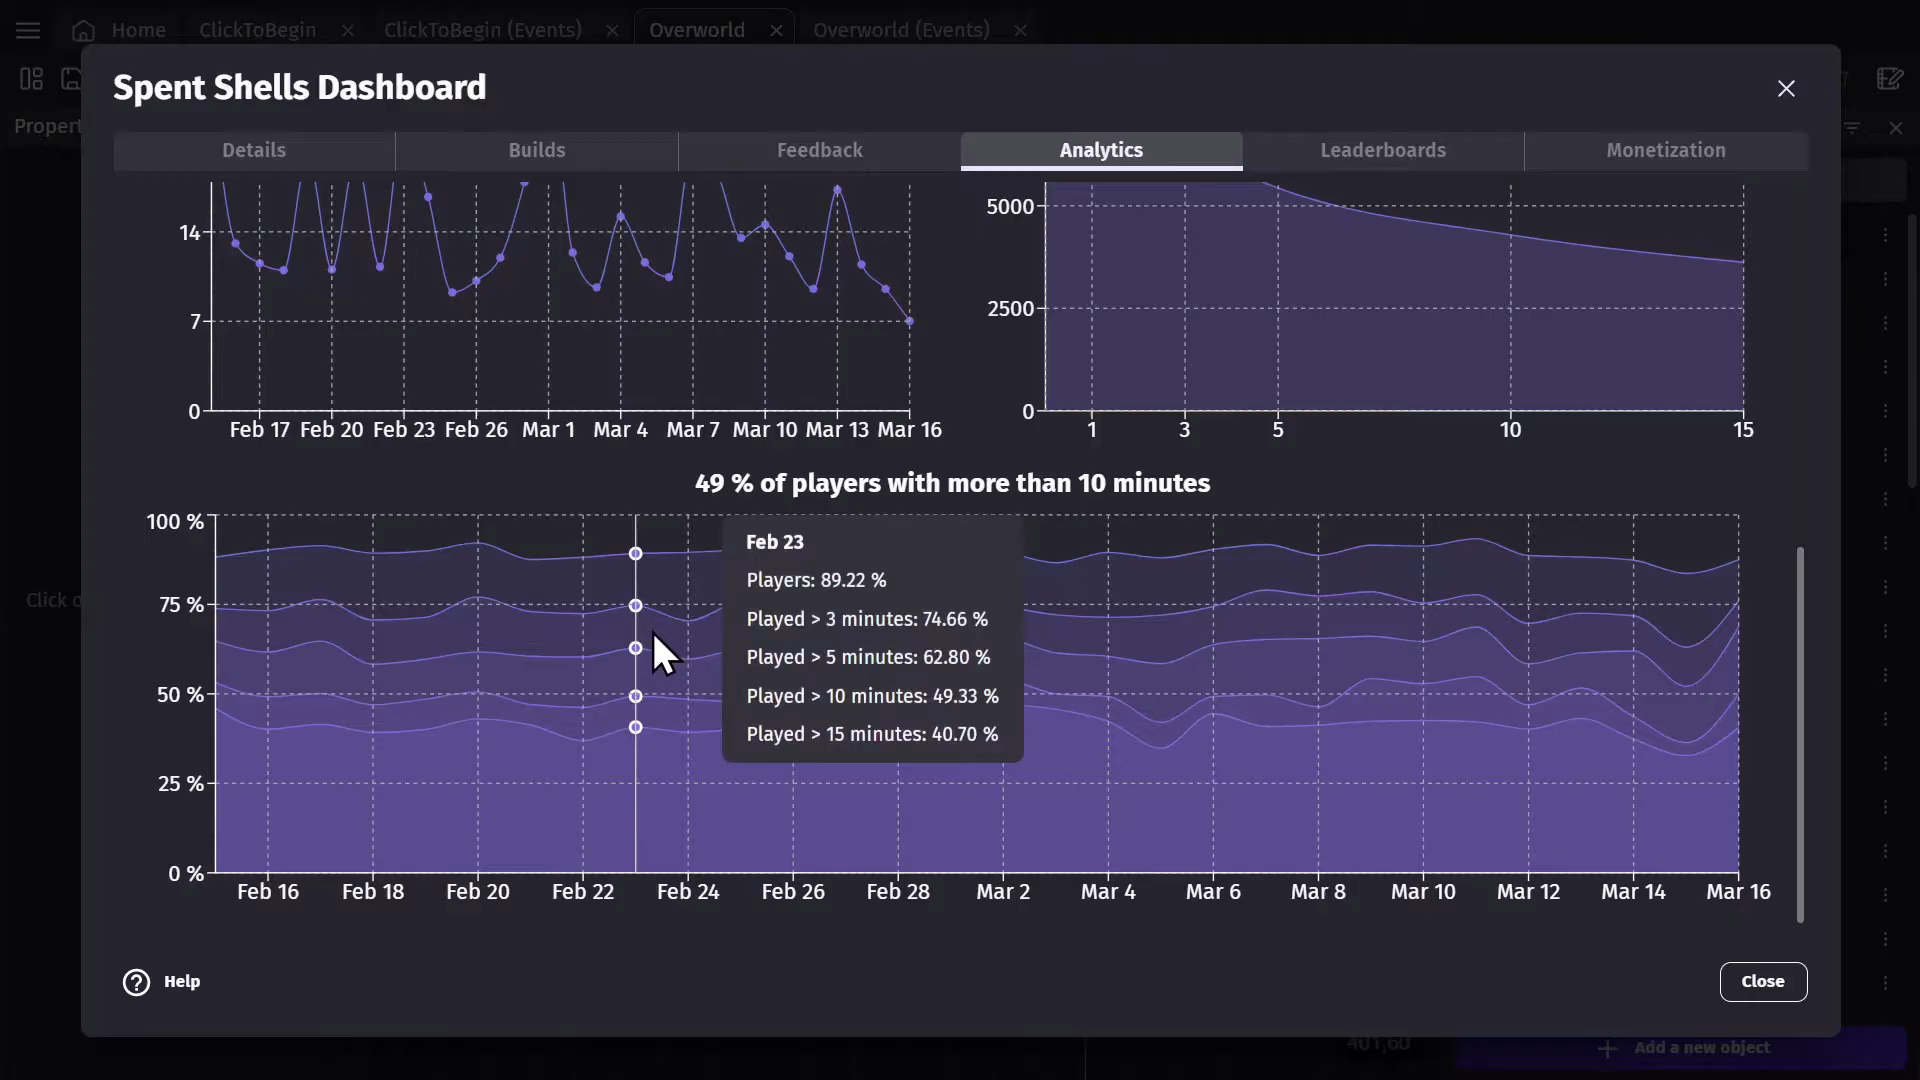 Home
ClickToBegin
ClickToBegin (Events)
Overworld
Overworld (Events)
Spent Shells Dashboard
Propert
Details
Builds
Feedback
Analytics
Leaderboards
Monetization
14
7
0
Feb 17 Feb 20 Feb 23 Feb 26 Mar 1 Mar 4 Mar 7 Mar 10 Mar 13 Mar 16
5000
2500
0
1 3 5 10 15
49 % of players with more than 10 minutes
100 %
75 %
50 %
25 %
0 %
Feb 23
Players: 89.22 %
Played > 3 minutes: 74.66 %
Played > 5 minutes: 62.80 %
Played > 10 minutes: 49.33 %
Played > 15 minutes: 40.70 %
Click o
Feb 16 Feb 18 Feb 20 Feb 22 Feb 24 Feb 26 Feb 28 Mar 2 Mar 4 Mar 6 Mar 8 Mar 10 Mar 12 Mar 14 Mar 16
Help
Close
Add a new object